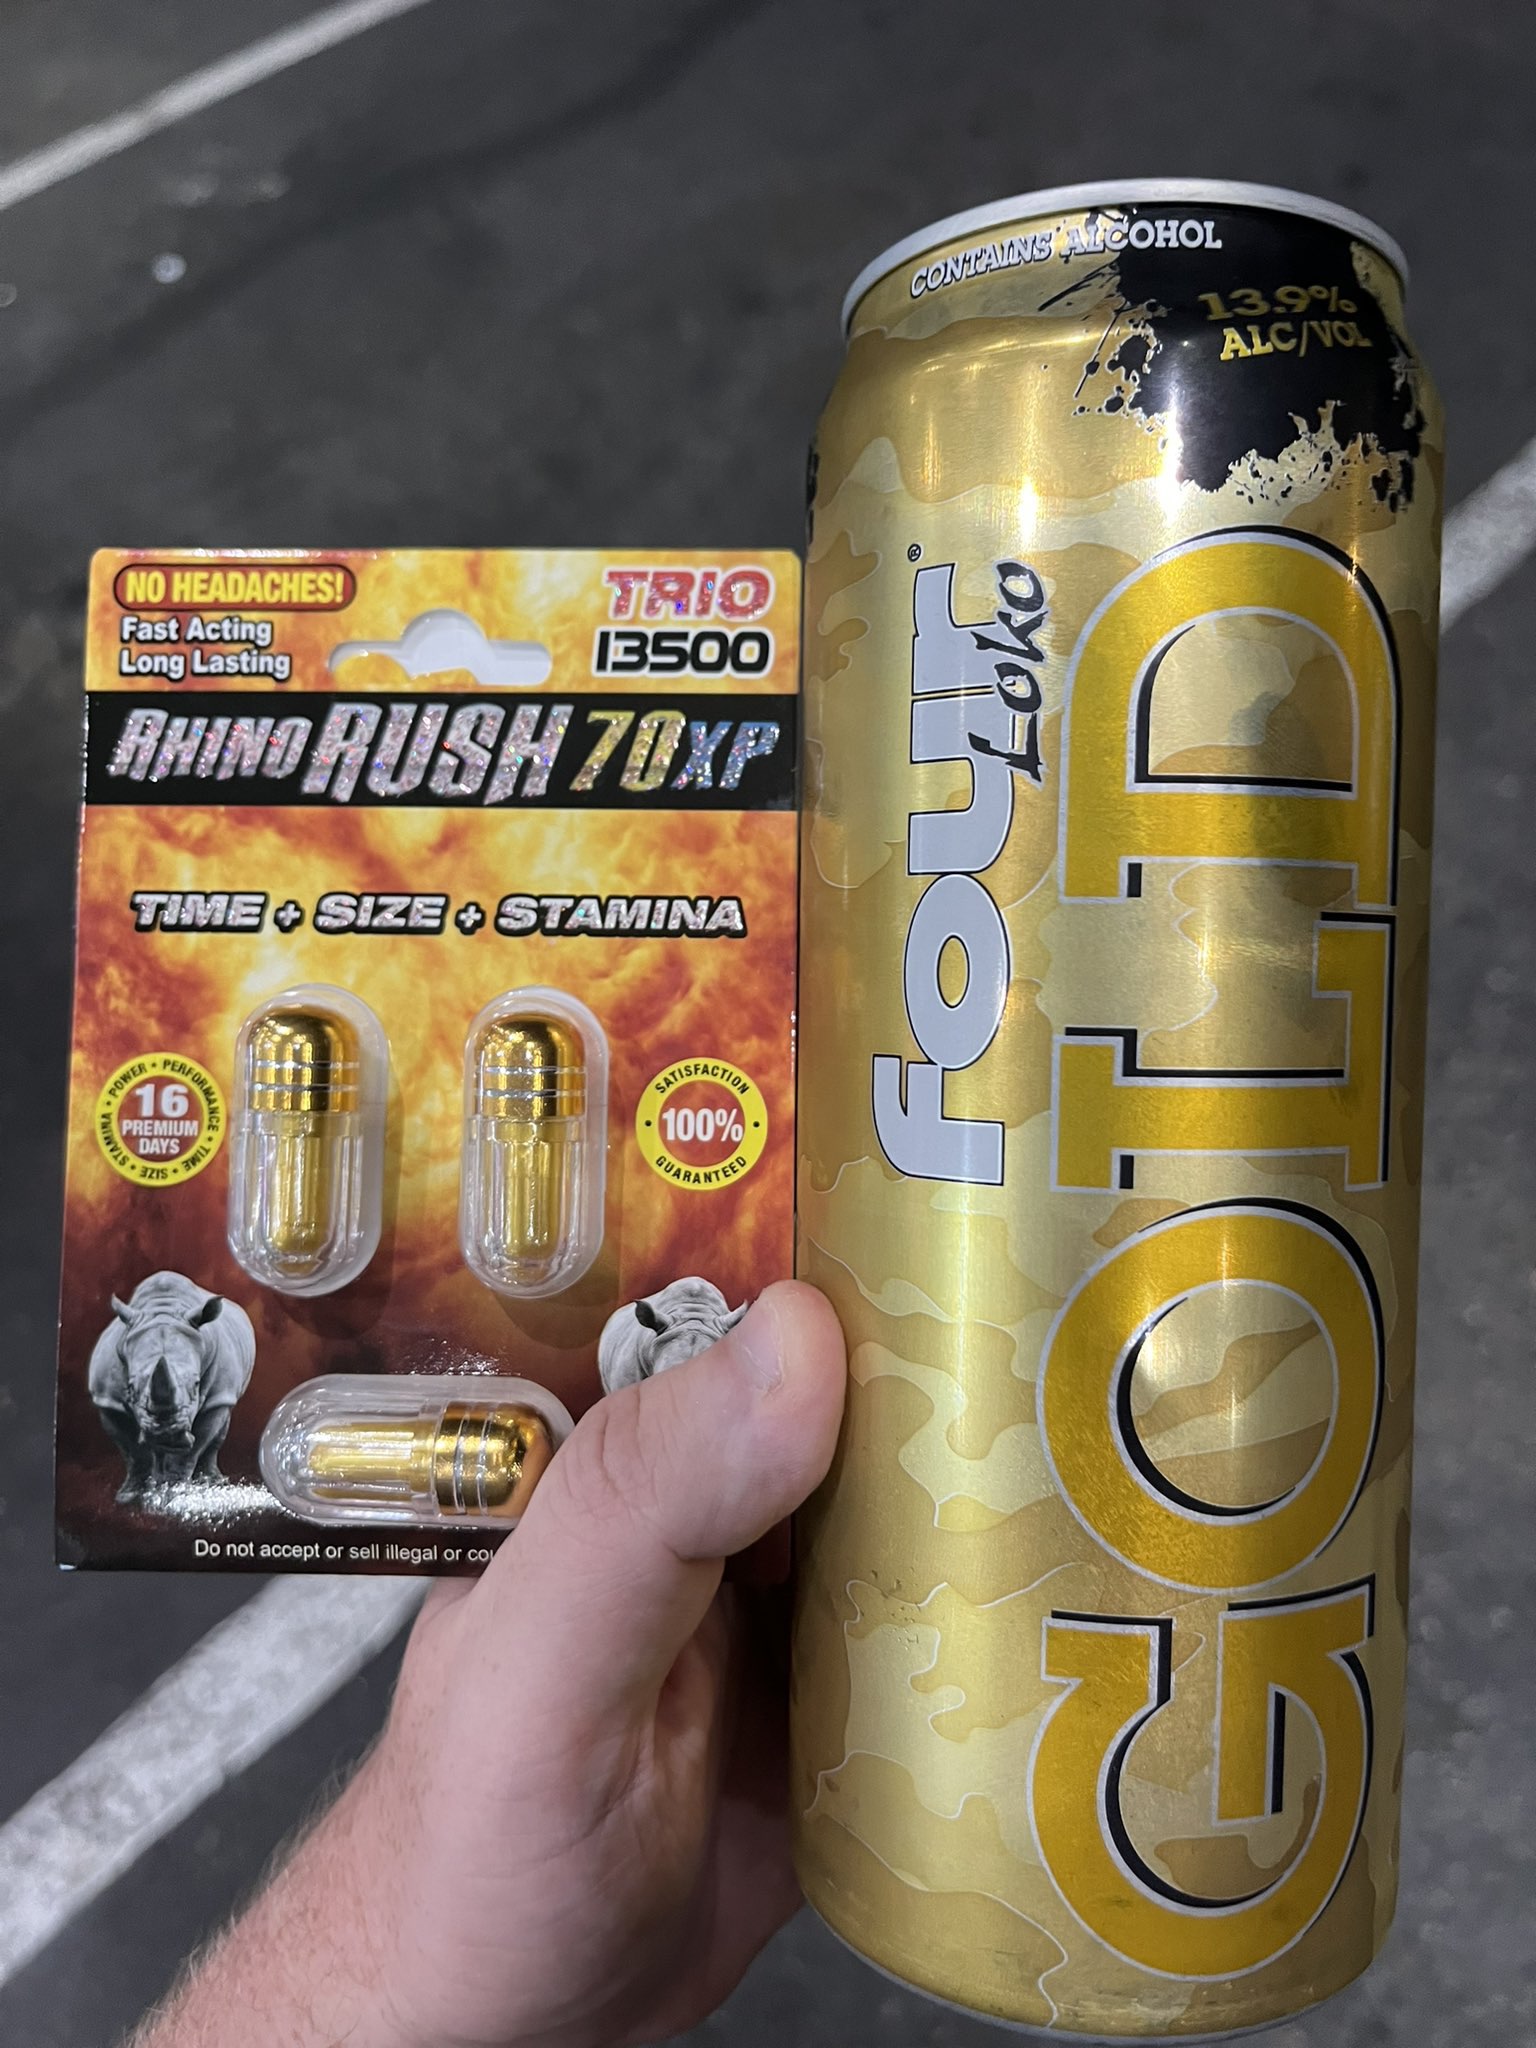 NO HEADACHES!
Fast Acting
Long Lasting
TRIO
13500
RHINO RUSH 70XP
TIME + SIZE + STAMINA
POWER • PERFORMANCE • TIME • SIZE • STAMINA •
16
PREMIUM
DAYS
SATISFACTION
• 100% •
GUARANTEED
Do not accept or sell illegal or
CONTAINS ALCOHOL
13.9%
ALC/VOL
four®
Loko
GOLD